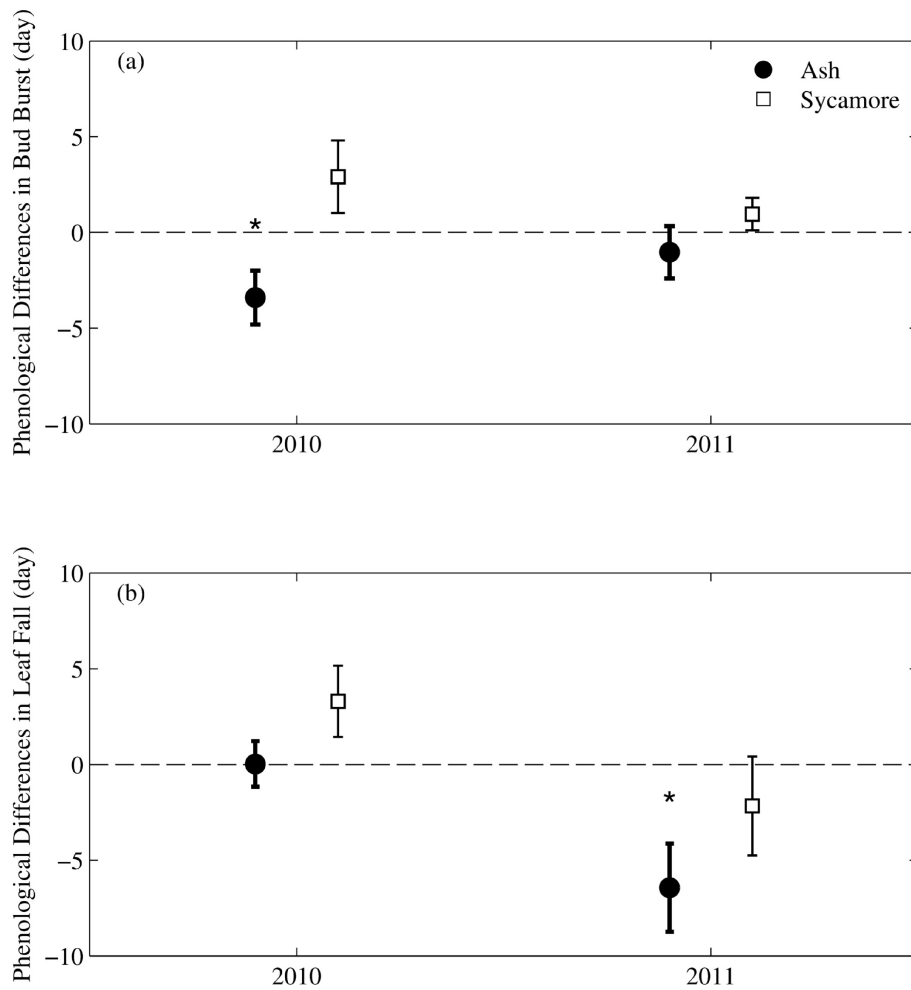 Phenological Differences in Bud Burst (day)
(a)
Ash
Sycamore
10
5
0
*
−5
−10
2010
2011
Phenological Differences in Leaf Fall (day)
(b)
10
5
0
*
−5
−10
2010
2011